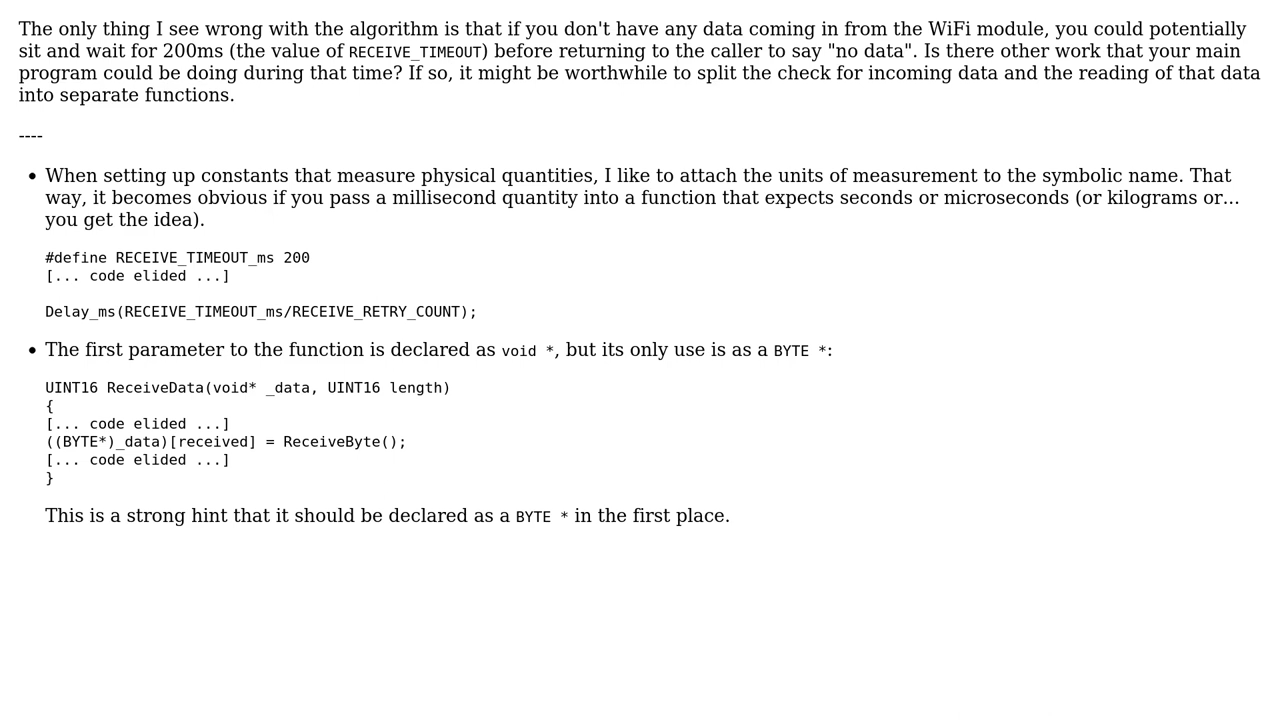 The only thing I see wrong with the algorithm is that if you don't have any data coming in from the WiFi module, you could potentially
sit and wait for 200ms (the value of RECEIVE_TIMEOUT) before returning to the caller to say "no data". Is there other work that your main
program could be doing during that time? If so, it might be worthwhile to split the check for incoming data and the reading of that data
into separate functions.
----
• When setting up constants that measure physical quantities, I like to attach the units of measurement to the symbolic name. That
way, it becomes obvious if you pass a millisecond quantity into a function that expects seconds or microseconds (or kilograms or...
you get the idea).
#define RECEIVE_TIMEOUT_ms 200
[... code elided ...]
Delay_ms(RECEIVE_TIMEOUT_ms/RECEIVE_RETRY_COUNT);
• The first parameter to the function is declared as void *, but its only use is as a BYTE *:
UINT16 ReceiveData(void* _data, UINT16 length)
{
[... code elided ...]
((BYTE*)_data)[received] = ReceiveByte();
[... code elided ...]
}
This is a strong hint that it should be declared as a BYTE * in the first place.